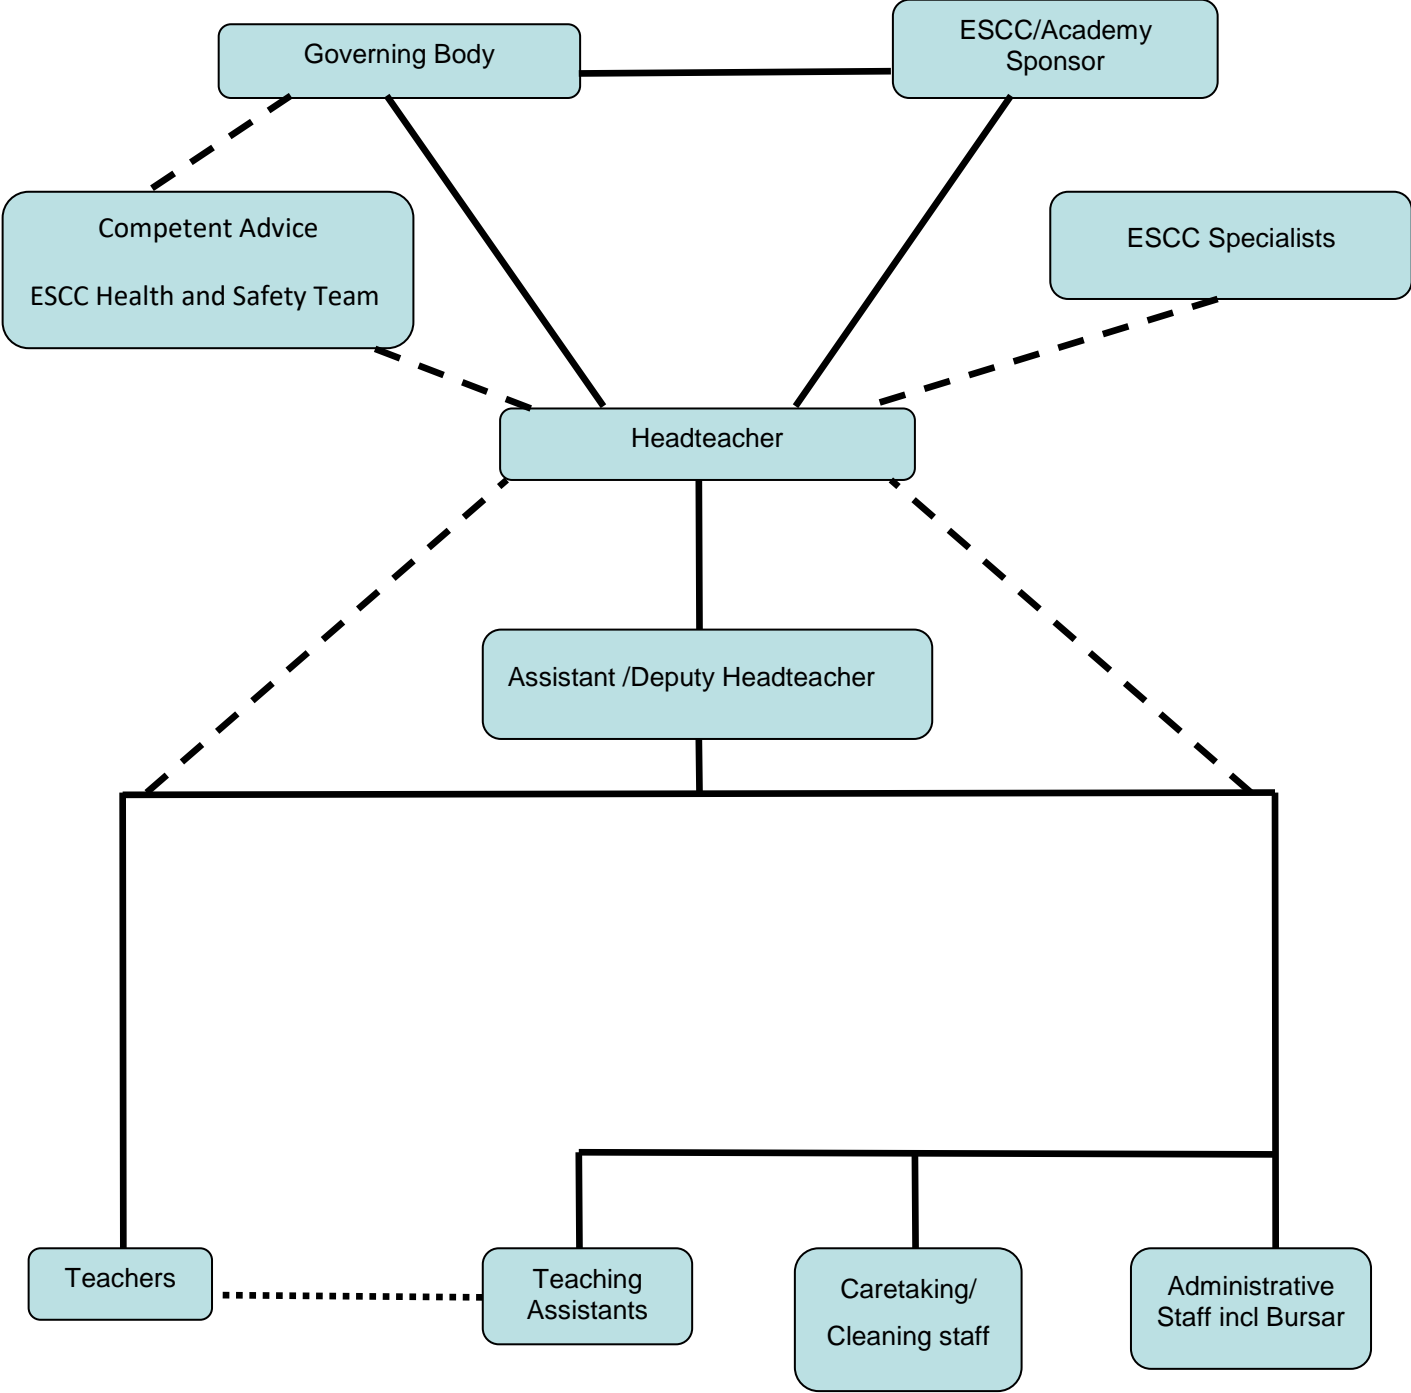 Governing Body
ESCC/Academy
Sponsor
Competent Advice
ESCC Health and Safety Team
ESCC Specialists
Headteacher
Assistant /Deputy Headteacher
Teachers
Teaching
Assistants
Caretaking/
Cleaning staff
Administrative
Staff incl Bursar